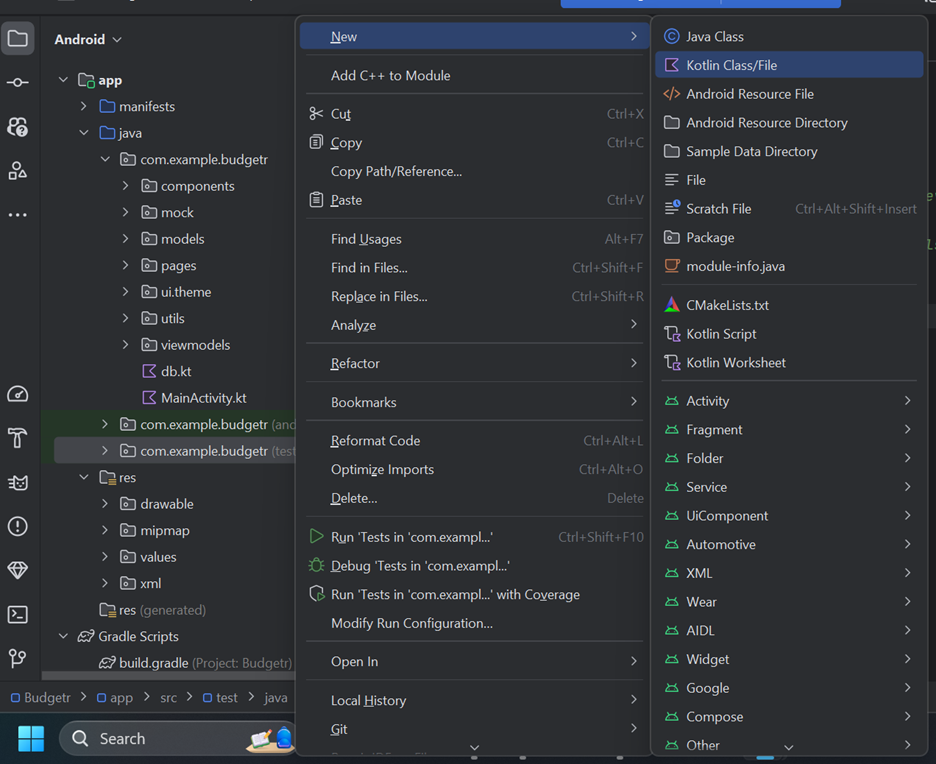 Android
app
manifests
java
com.example.budgetr
components
mock
models
pages
ui.theme
utils
viewmodels
db.kt
MainActivity.kt
com.example.budgetr (and
com.example.budgetr (test
res
drawable
mipmap
values
xml
res (generated)
Gradle Scripts
build.gradle (Project: Budgetr)
Budgetr > app > src > test > java
Search
New
Add C++ to Module
Cut Ctrl+X
Copy Ctrl+C
Copy Path/Reference...
Paste Ctrl+V
Find Usages Alt+F7
Find in Files... Ctrl+Shift+F
Replace in Files... Ctrl+Shift+R
Analyze
Refactor
Bookmarks
Reformat Code Ctrl+Alt+L
Optimize Imports Ctrl+Alt+O
Delete... Delete
Run 'Tests in 'com.exampl...' Ctrl+Shift+F10
Debug 'Tests in 'com.exampl...'
Run 'Tests in 'com.exampl...' with Coverage
Modify Run Configuration...
Open In
Local History
Git
Java Class
Kotlin Class/File
Android Resource File
Android Resource Directory
Sample Data Directory
File
Scratch File Ctrl+Alt+Shift+Insert
Package
module-info.java
CMakeLists.txt
Kotlin Script
Kotlin Worksheet
Activity
Fragment
Folder
Service
UiComponent
Automotive
XML
Wear
AIDL
Widget
Google
Compose
Other